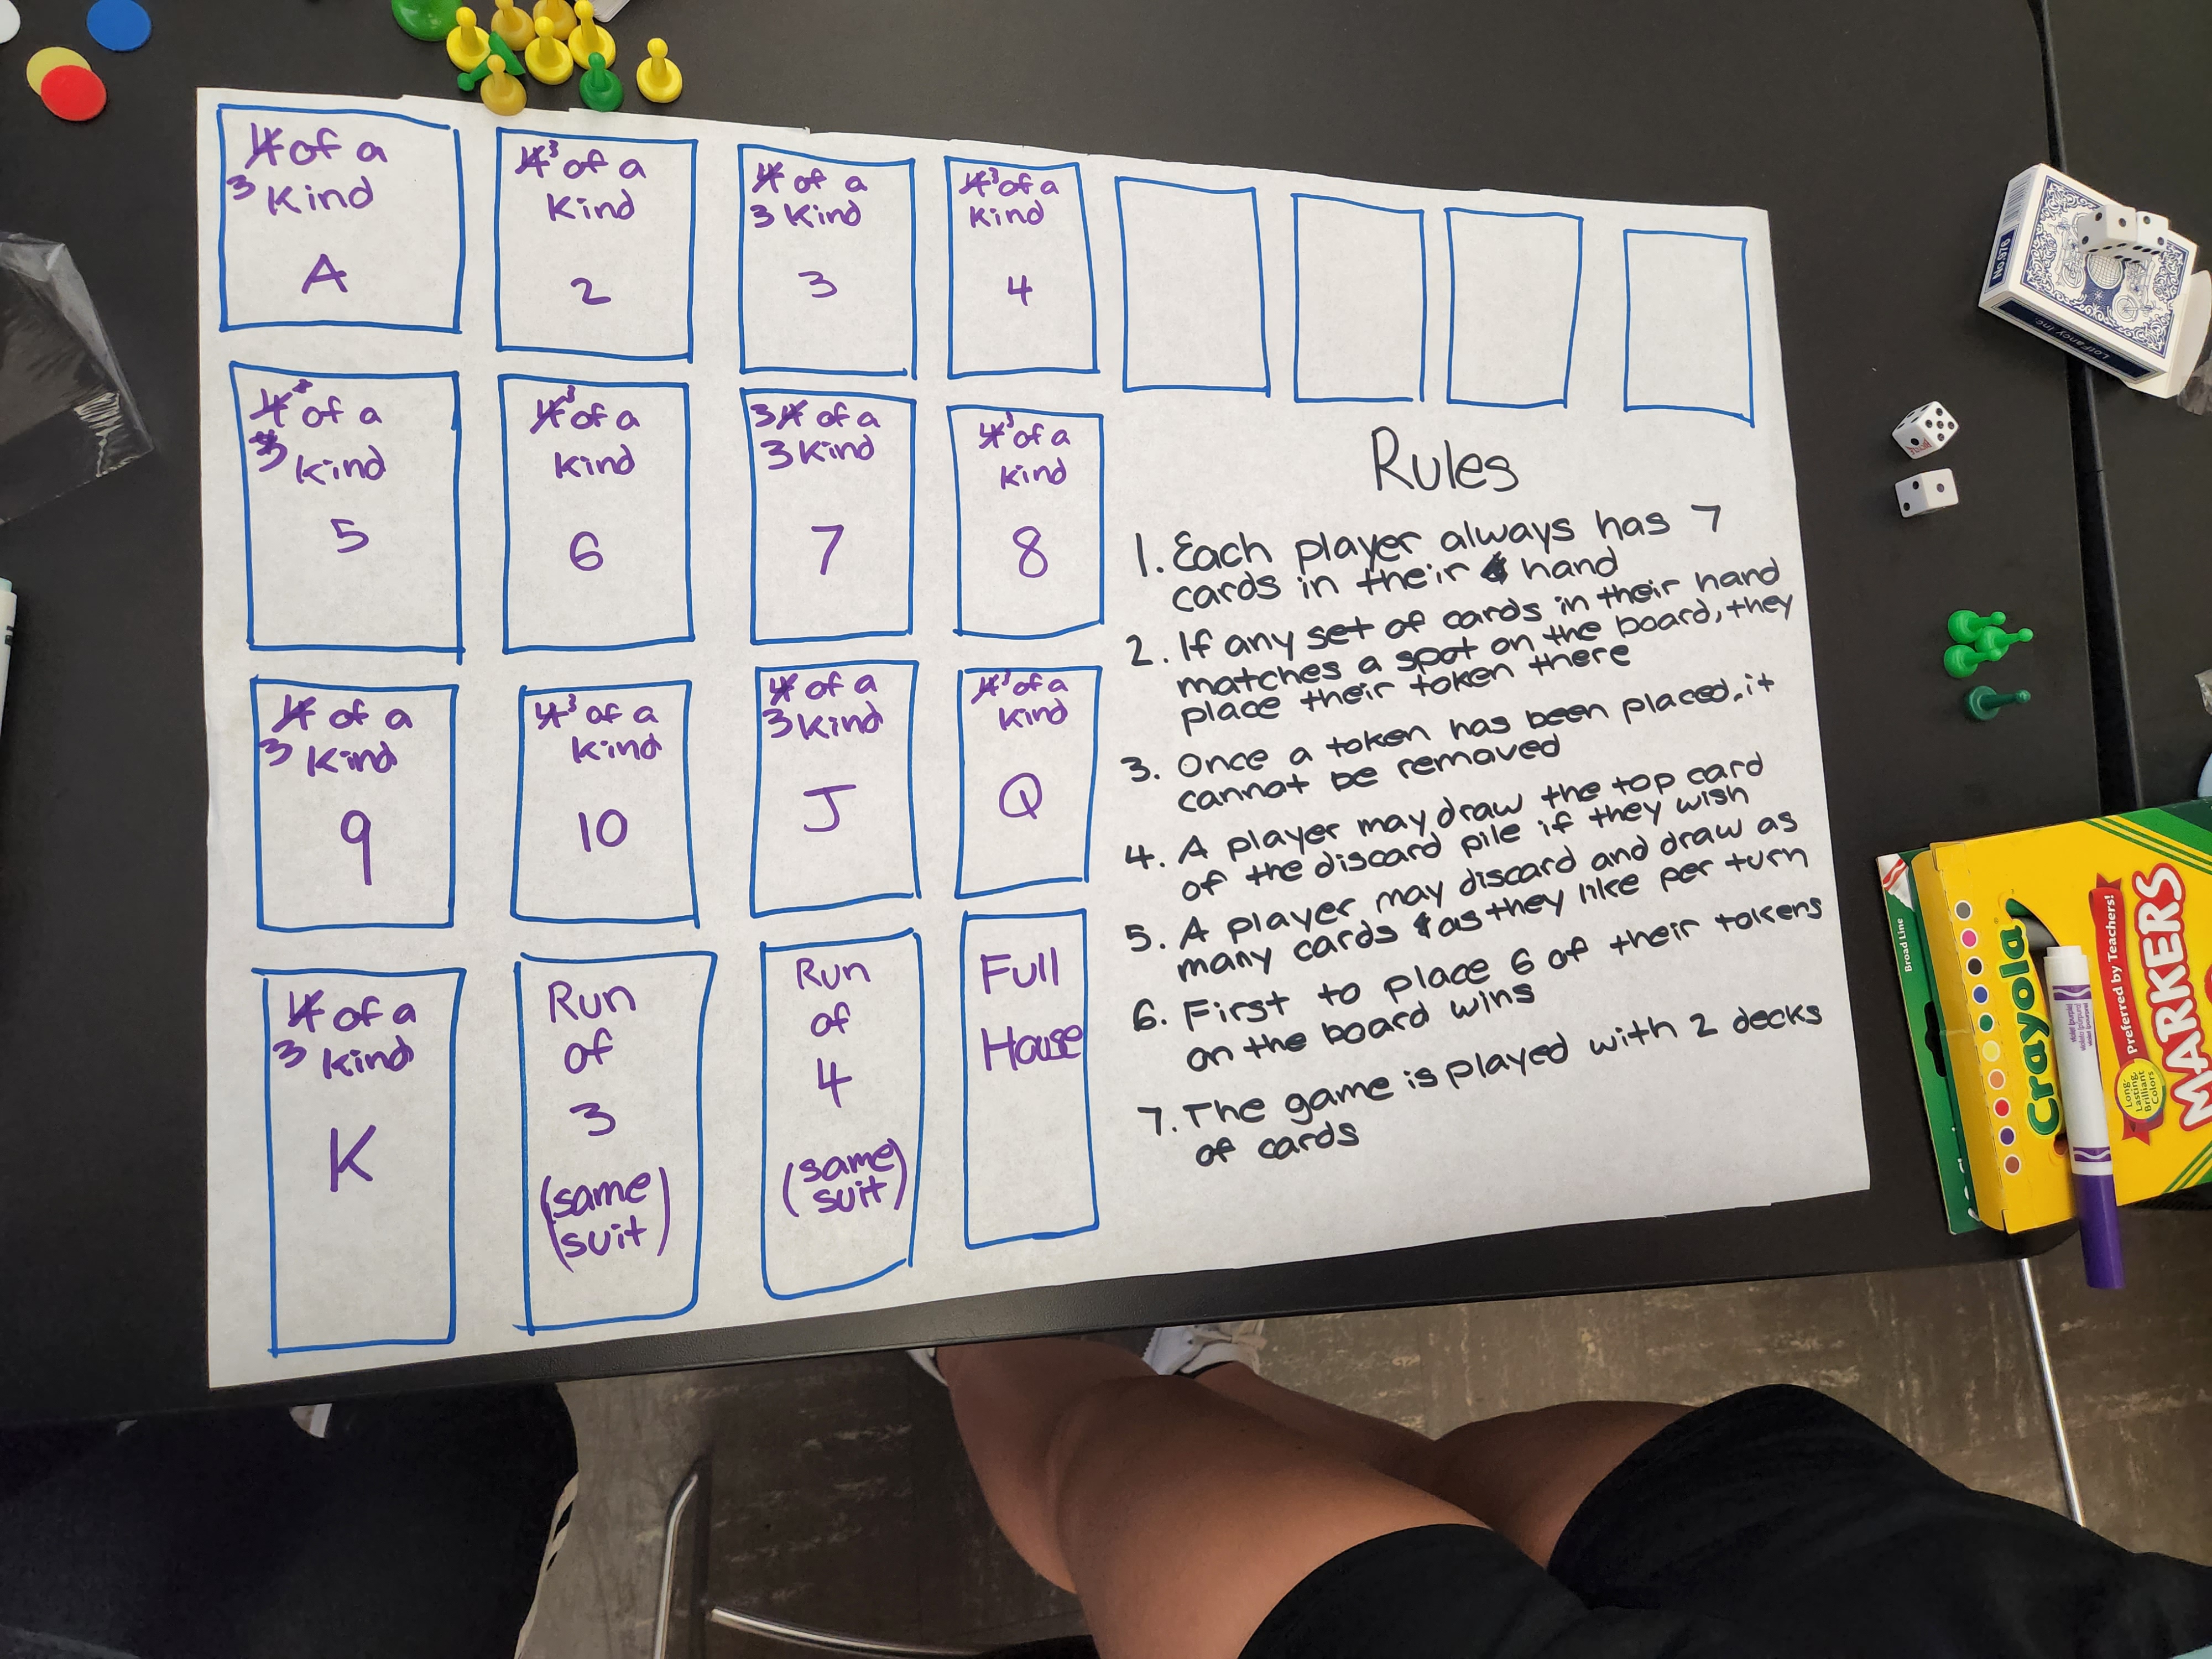 4 of a
3 Kind
A
4 3 of a
Kind
2
4 of a
3 Kind
3
4 3 of a
Kind
4
4 3 of a
3 Kind
5
4 3 of a
Kind
6
3 4 of a
3 Kind
7
4 3 of a
Kind
8
4 of a
3 Kind
9
4 3 of a
Kind
10
4 of a
3 Kind
J
4 3 of a
Kind
Q
4 of a
3 Kind
K
Run
of
3
(same
suit)
Run
of
4
(same
suit)
Full
House
Rules
1. Each player always has 7
cards in their hand
2. If any set of cards in their hand
matches a spot on the board, they
place their token there
3. Once a token has been placed, it
cannot be removed
4. A player may draw the top card
of the discard pile if they wish
5. A player may discard and draw as
many cards as they like per turn
6. First to place 6 of their tokens
on the board wins
7. The game is played with 2 decks
of cards
No.976
LotFancy Inc.
Broad Line
Crayola
Preferred by Teachers!
MARKERS
Long-
Lasting,
Brilliant
Colors